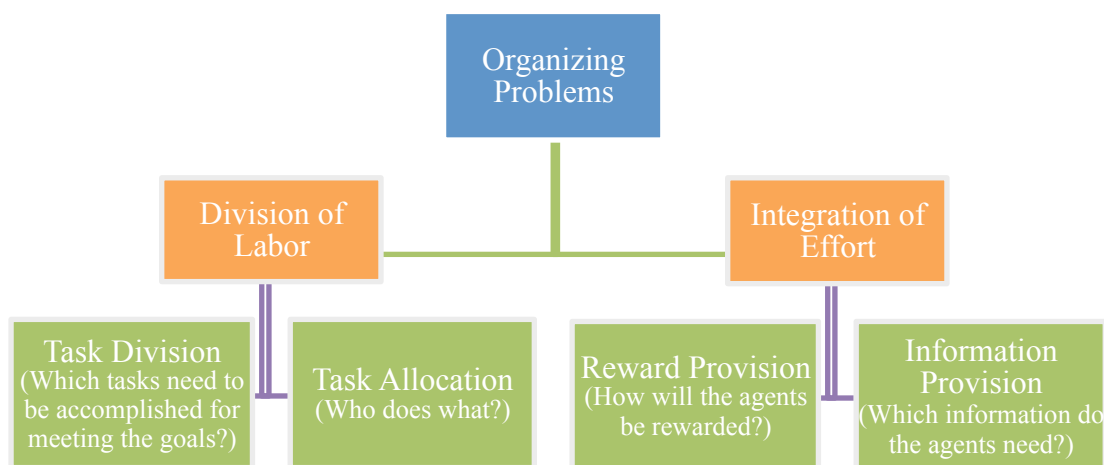 Organizing
Problems
Division of
Labor
Integration of
Effort
Task Division
(Which tasks need to
be accomplished for
meeting the goals?)
Task Allocation
(Who does what?)
Reward Provision
(How will the agents
be rewarded?)
Information
Provision
(Which information do
the agents need?)